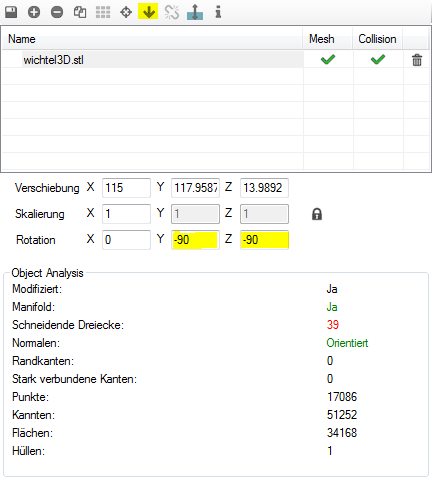 Name Mesh Collision
wichtel3D.stl
Verschiebung X 115 Y 117.9587 Z 13.9892
Skalierung X 1 Y 1 Z 1
Rotation X 0 Y -90 Z -90
Object Analysis
Modifiziert: Ja
Manifold: Ja
Schneidende Dreiecke: 39
Normalen: Orientiert
Randkanten: 0
Stark verbundene Kanten: 0
Punkte: 17086
Kannten: 51252
Flächen: 34168
Hüllen: 1